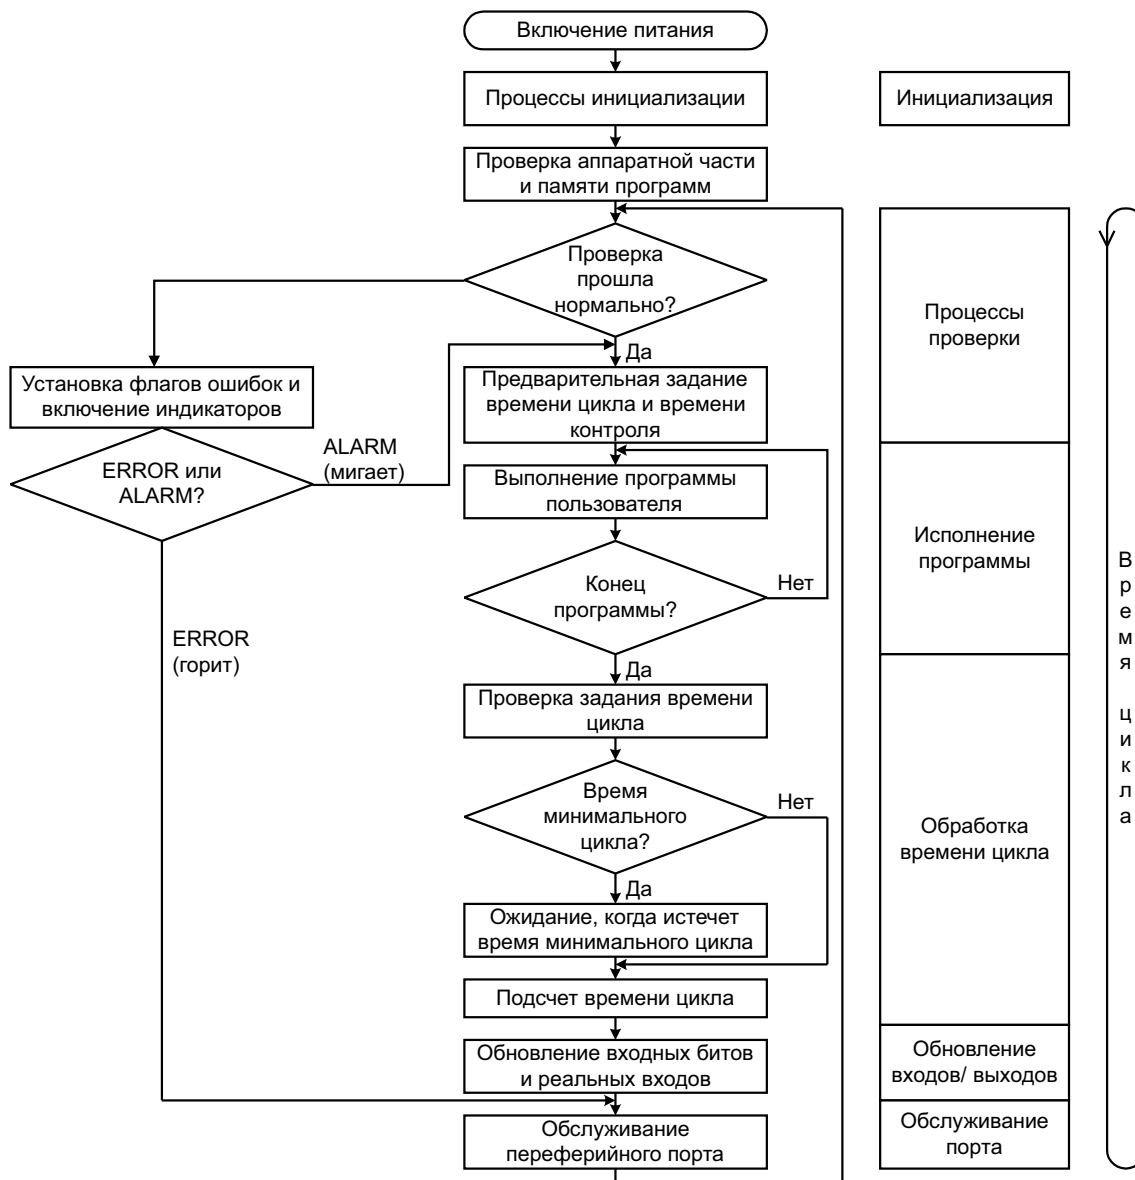 Включение питания
Процессы инициализации
Инициализация
Проверка аппаратной части
и памяти программ
Проверка
прошла
нормально?
Процессы
проверки
Да
Установка флагов ошибок и
включение индикаторов
Предварительная задание
времени цикла и времени
контроля
ERROR или
ALARM?
ALARM
(мигает)
Выполнение программы
пользователя
Исполнение
программы
Конец
программы?
Нет
ERROR
(горит)
Да
Проверка задания времени
цикла
Время
минимального
цикла?
Нет
Обработка
времени цикла
Да
Ожидание, когда истечет
время минимального цикла
Подсчет времени цикла
Обновление входных битов
и реальных входов
Обновление
входов/ выходов
Обслуживание
переферийного порта
Обслуживание
порта
Время цикла